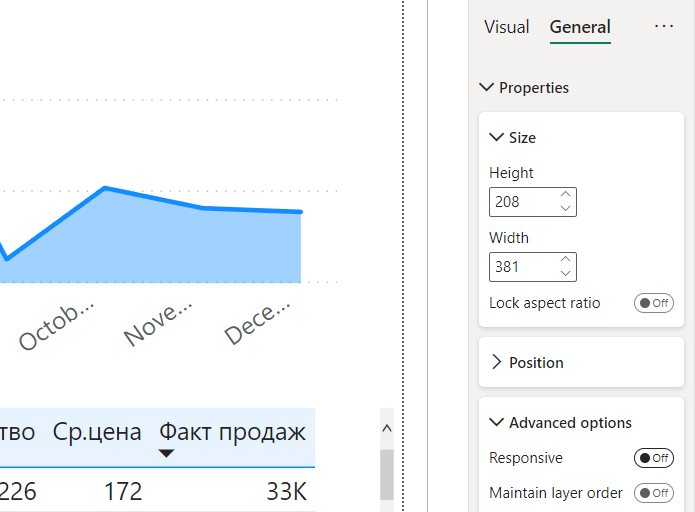 Visual General ...
Properties
Size
Height
208
Width
381
Lock aspect ratio Off
Position
Advanced options
Responsive Off
Maintain layer order Off
Octob... Nove... Dece...
тво Ср.цена Факт продаж
226 172 33K